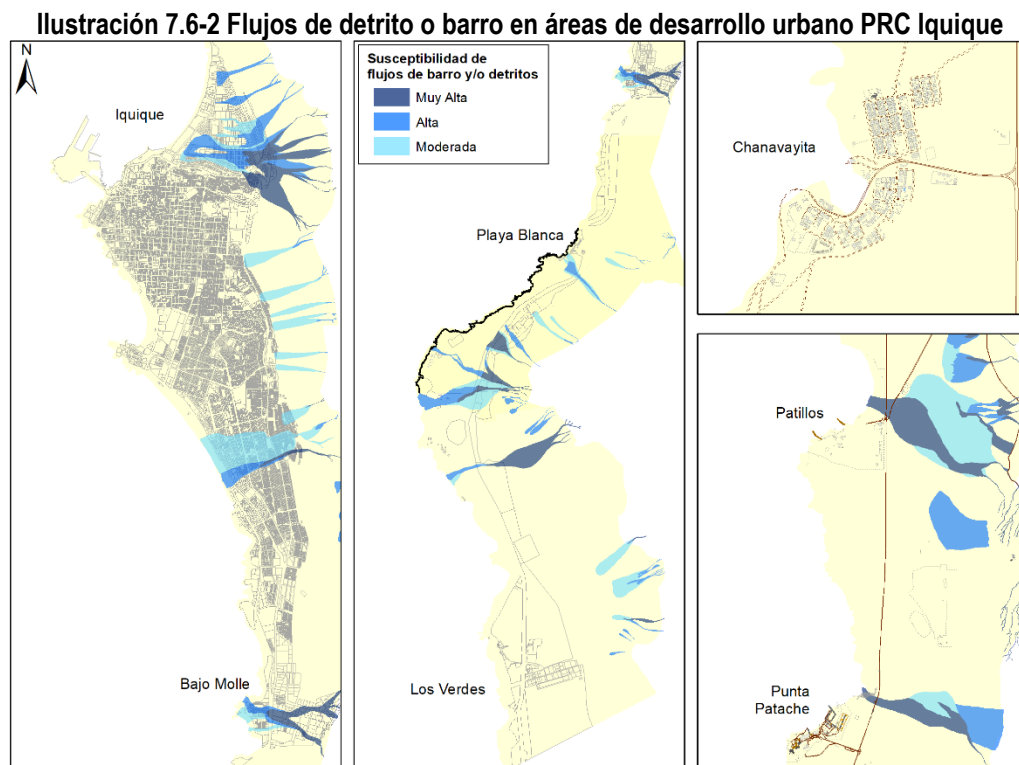 Ilustración 7.6-2 Flujos de detrito o barro en áreas de desarrollo urbano PRC Iquique
N
Iquique
Bajo Molle
Susceptibilidad de
flujos de barro y/o detritos
Muy Alta
Alta
Moderada
Playa Blanca
Los Verdes
Chanavayita
Patillos
Punta
Patache